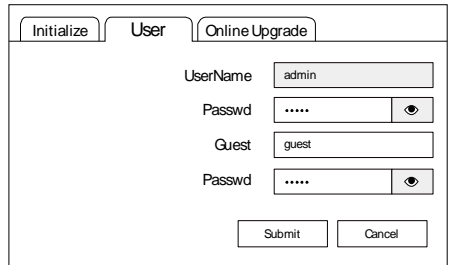 Initialize User Online Upgrade
UserName admin
Passwd •••••
Guest guest
Passwd •••••
Submit Cancel